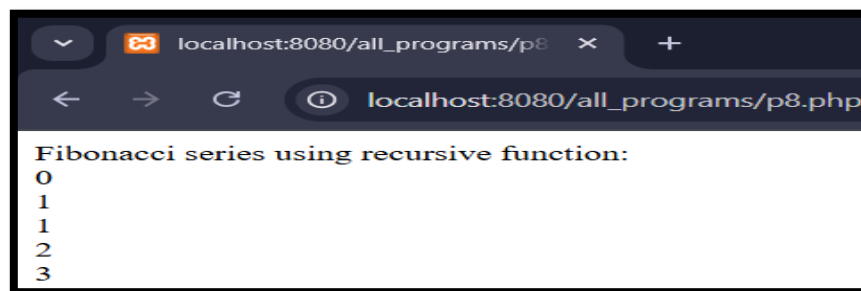 localhost:8080/all_programs/p8
localhost:8080/all_programs/p8.php
Fibonacci series using recursive function:
0
1
1
2
3